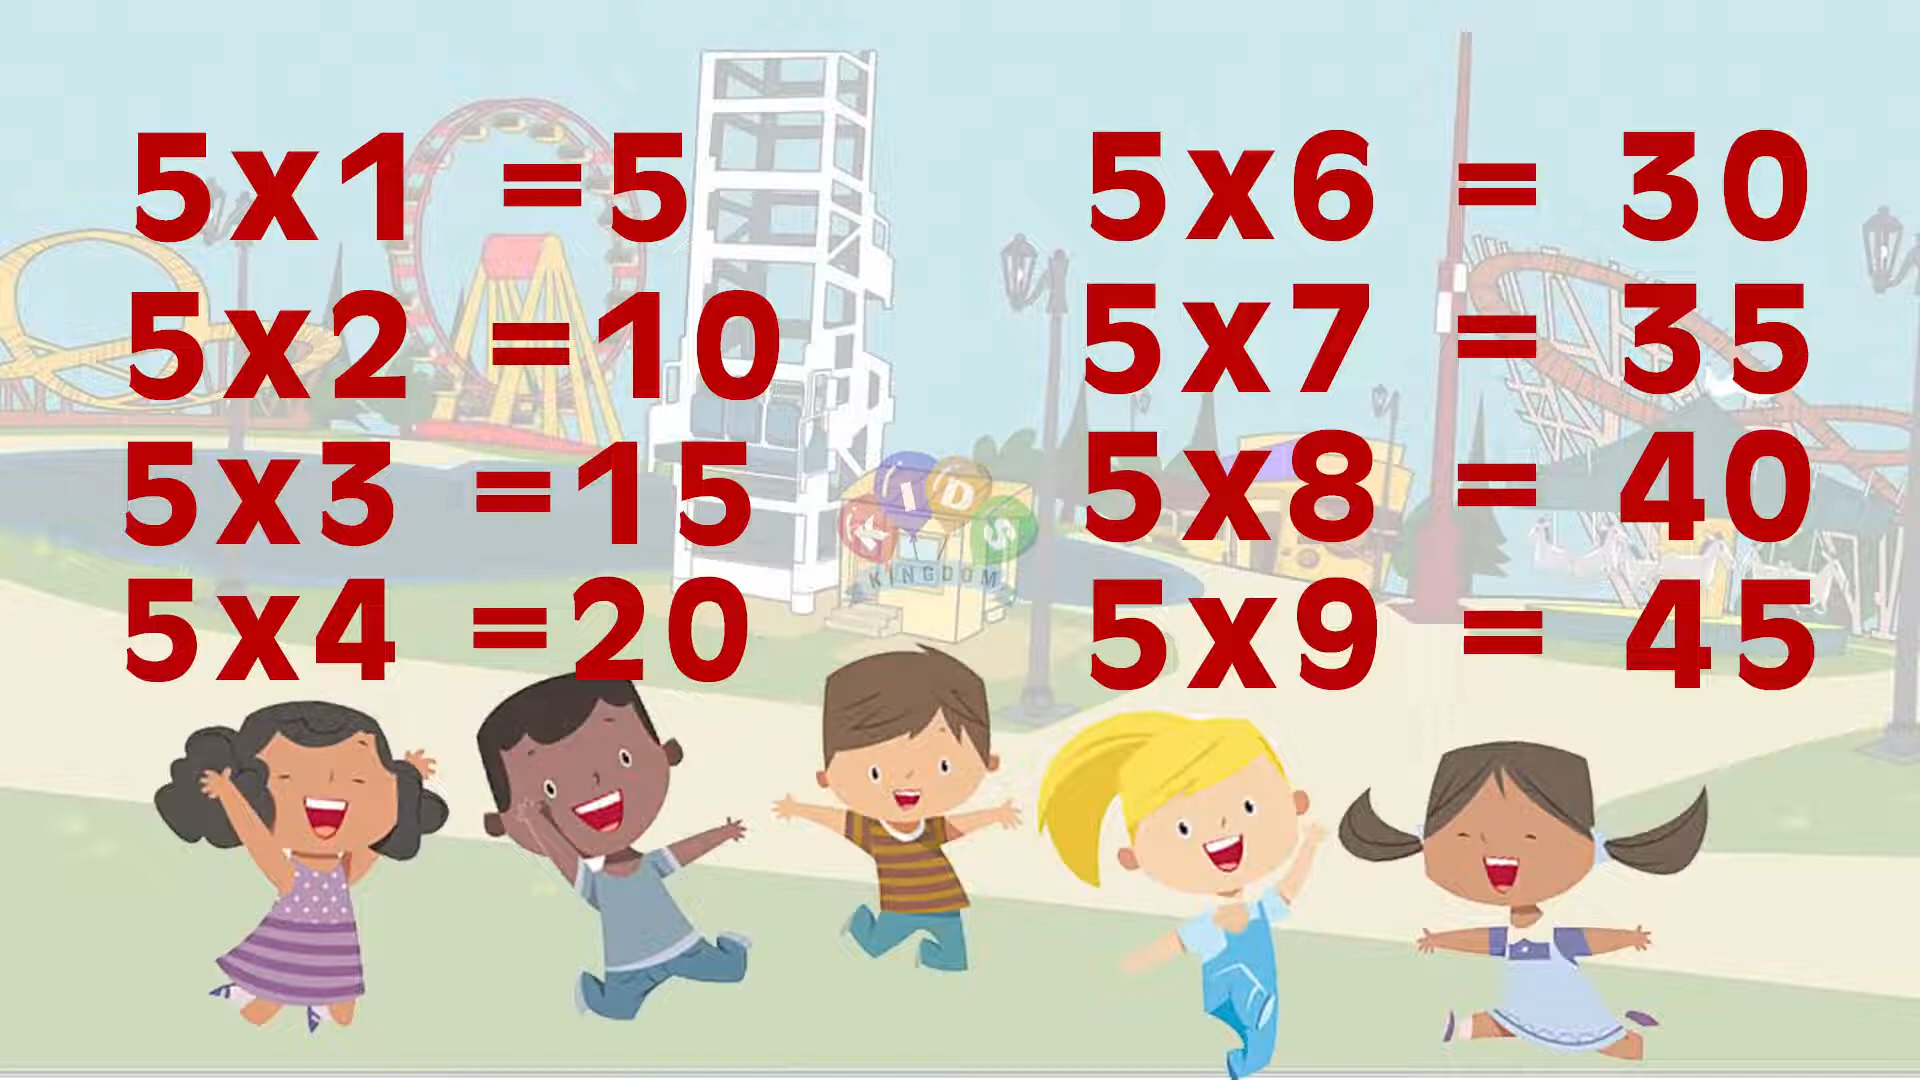 5x1 =5
5x2 =10
5x3 =15
5x4 =20
5x6 = 30
5x7 = 35
5x8 = 40
5x9 = 45
KIDS
KINGDOM